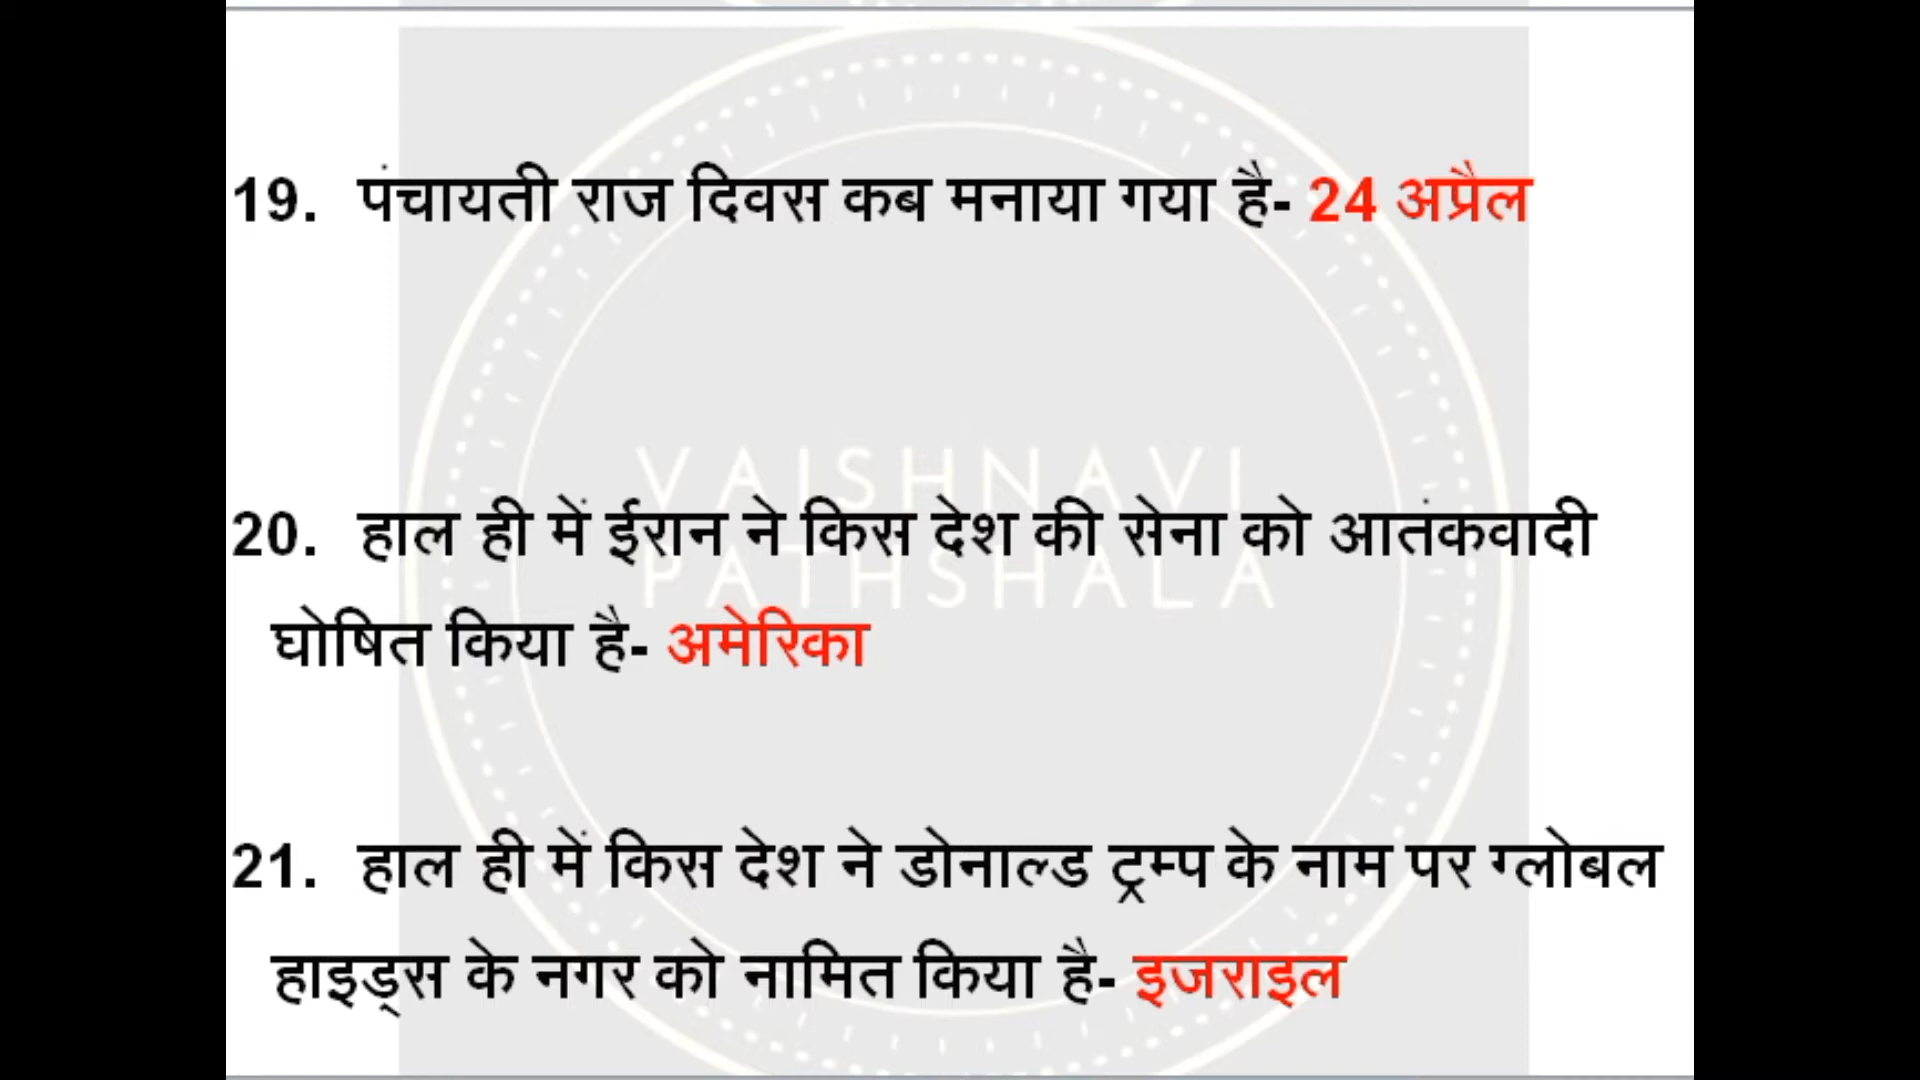 19. पंचायती राज दिवस कब मनाया गया है- 24 अप्रैल
VAISHNAVI
20. हाल ही में ईरान ने किस देश की सेना को आतंकवादी
PATHSHALA
घोषित किया है- अमेरिका
21. हाल ही में किस देश ने डोनाल्ड ट्रम्प के नाम पर ग्लोबल
हाइड्स के नगर को नामित किया है- इजराइल